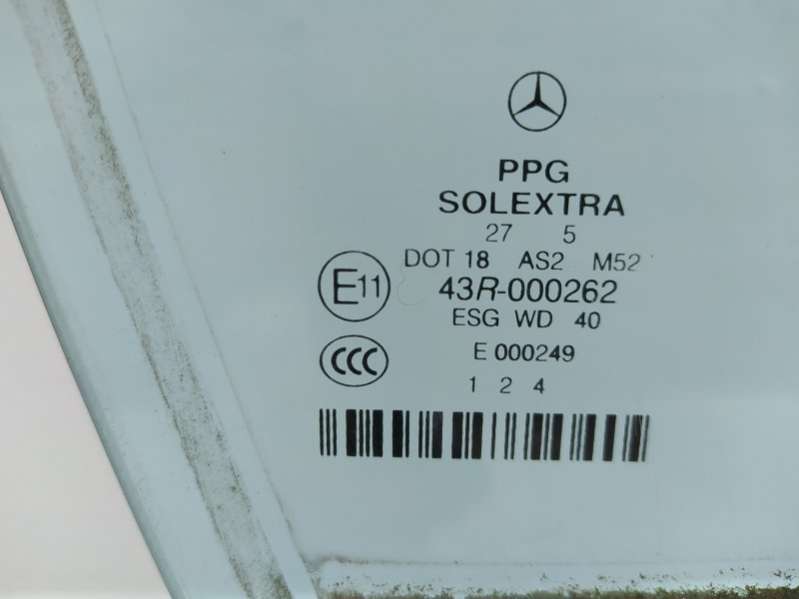 PPG
SOLEXTRA
27 5
DOT 18 AS2 M52
E11 43R-000262
ESG WD 40
CCC E 000249
1 2 4